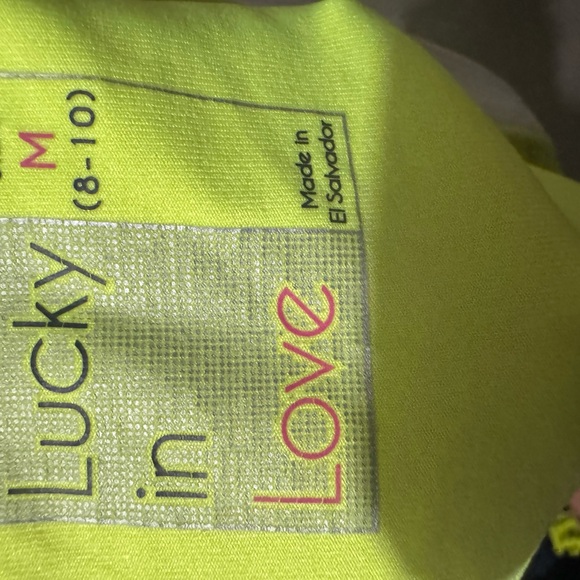 Lucky
in
Love
M
(8-10)
Made In
El Salvador